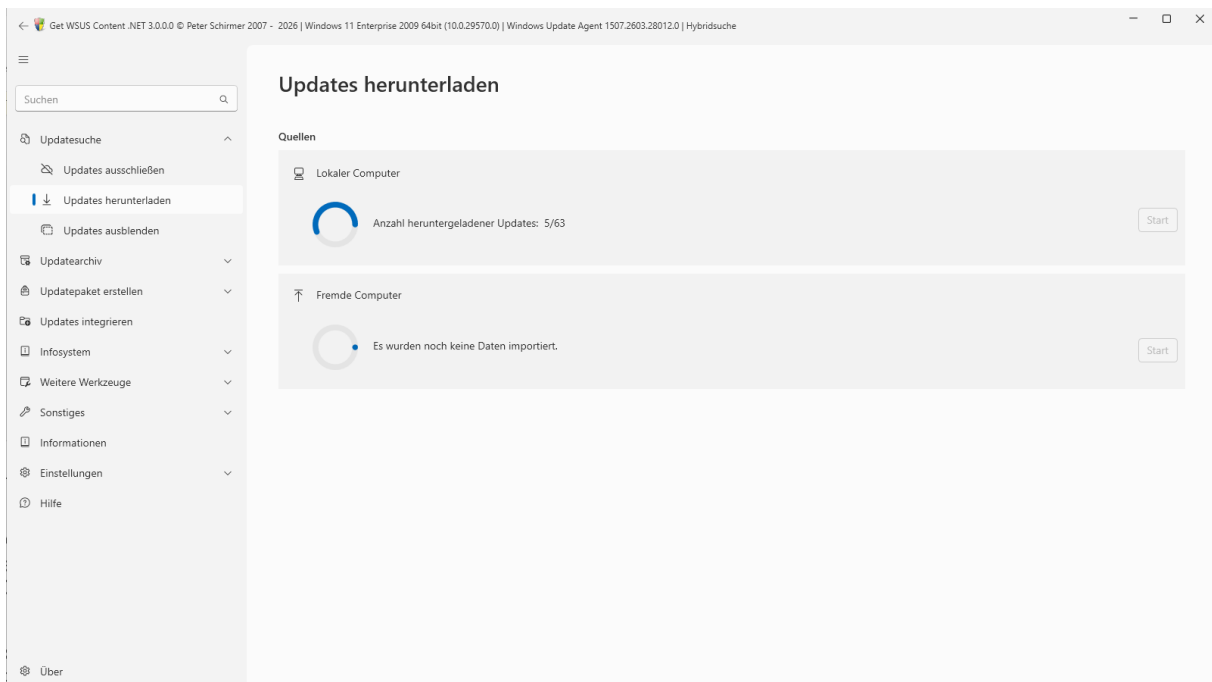 Get WSUS Content .NET 3.0.0.0 © Peter Schirmer 2007 - 2026 | Windows 11 Enterprise 2009 64bit (10.0.29570.0) | Windows Update Agent 1507.2603.28012.0 | Hybridsuche
Suchen
Updatesuche
Updates ausschließen
Updates herunterladen
Updates ausblenden
Updatearchiv
Updatepaket erstellen
Updates integrieren
Infosystem
Weitere Werkzeuge
Sonstiges
Informationen
Einstellungen
Hilfe
Über
Updates herunterladen
Quellen
Lokaler Computer
Anzahl heruntergeladener Updates: 5/63
Start
Fremde Computer
Es wurden noch keine Daten importiert.
Start